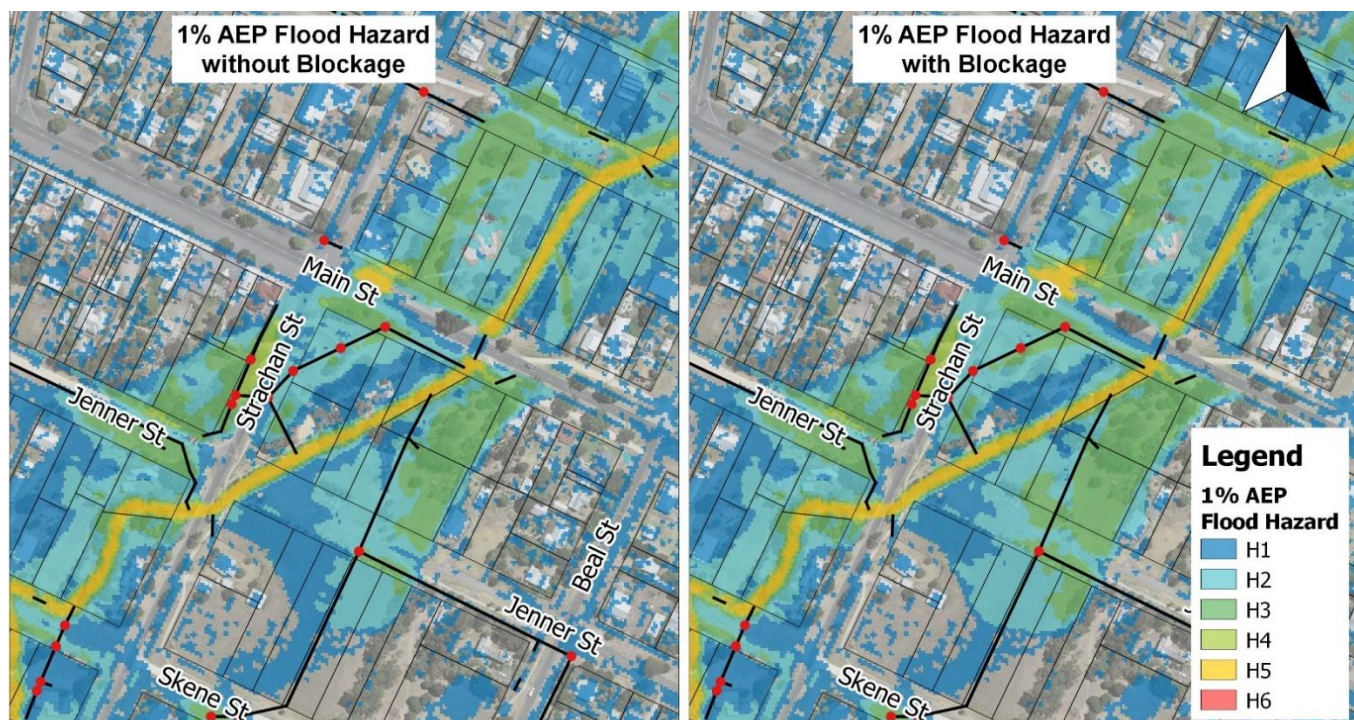 1% AEP Flood Hazard
without Blockage
Main St
Strachan St
Jenner St
Beal St
Jenner St
Skene St
1% AEP Flood Hazard
with Blockage
Main St
Strachan St
Jenner St
J
Skene St
Legend
1% AEP
Flood Hazard
H1
H2
H3
H4
H5
H6